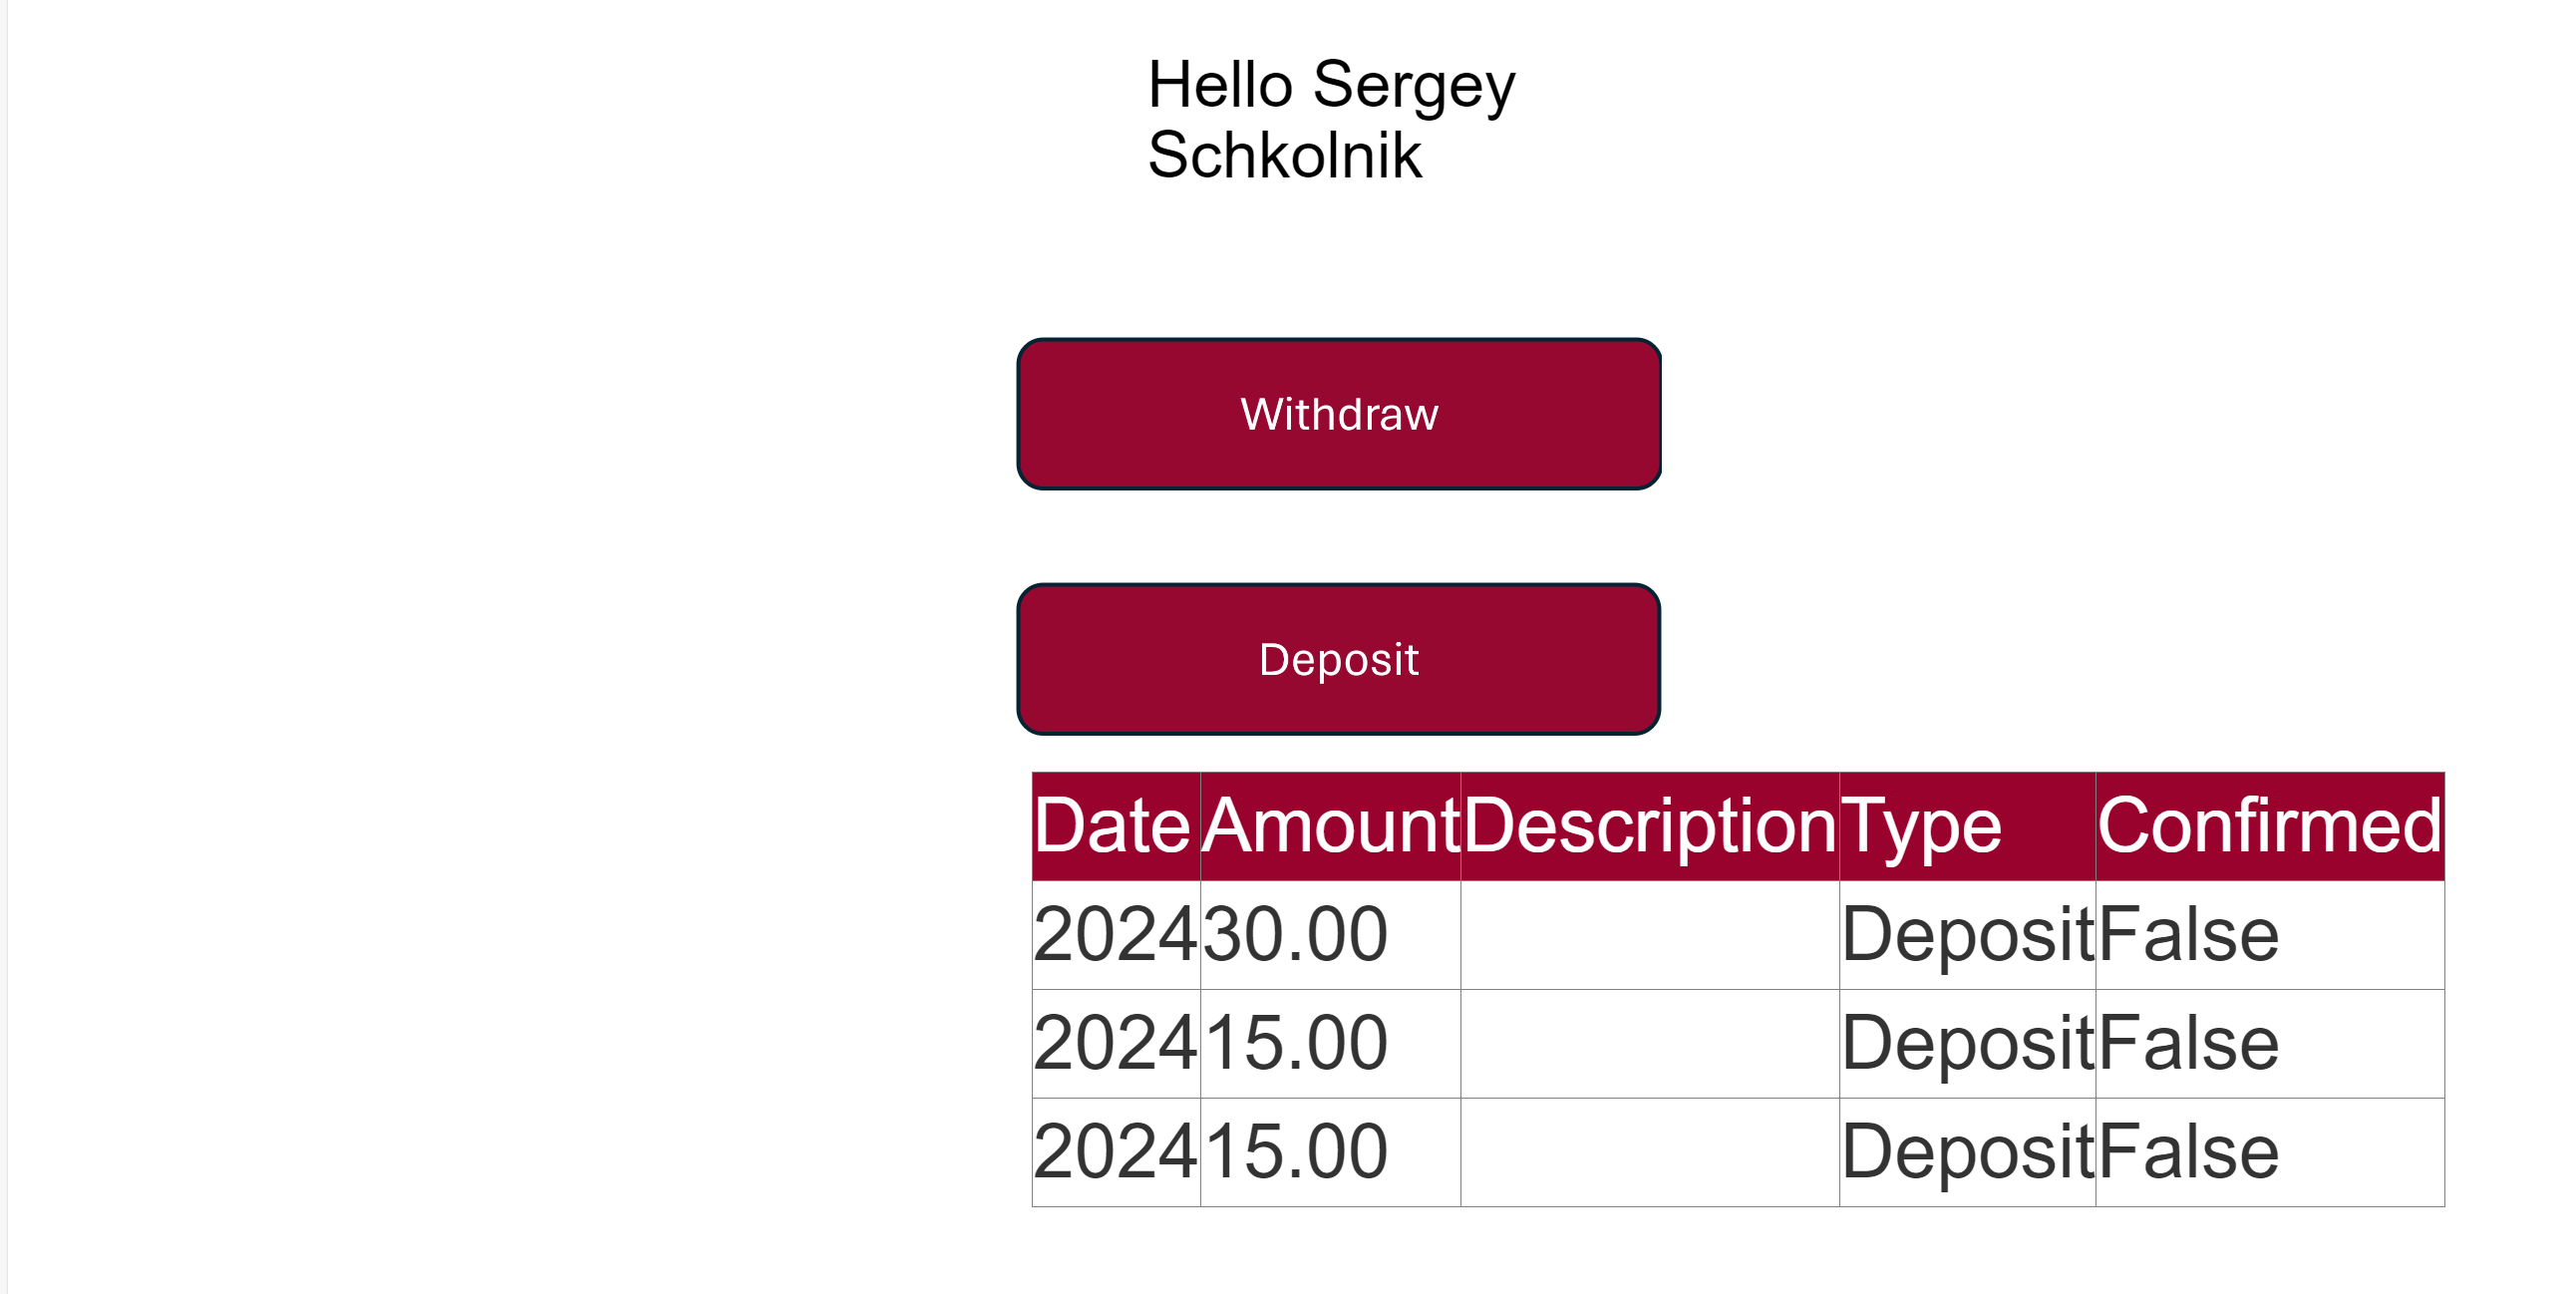 Hello Sergey
Schkolnik
Withdraw
Deposit
Date Amount Description Type Confirmed
2024 30.00 Deposit False
2024 15.00 Deposit False
2024 15.00 Deposit False